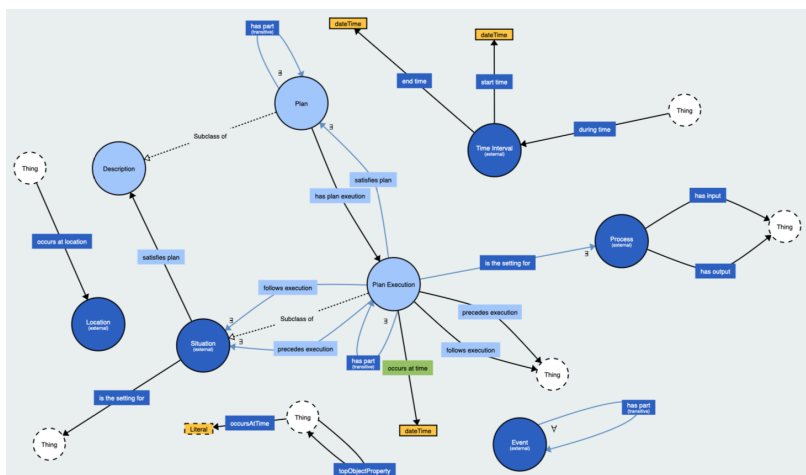 has part
(transitive)
dateTime
dateTime
E
end time
start time
Plan
Thing
E
during time
Subclass of
Time Interval
(external)
Thing
Description
satisfies plan
has plan exeution
has input
Thing
occurs at location
Process
(external)
satisfies plan
is the setting for
E
has output
Plan Execution
follows execution
Location
(external)
E
Subclass of
E
precedes execution
Situation
(external)
E
precedes execution
follows execution
has part
(transitive)
occurs at time
Thing
is the setting for
has part
(transitive)
Thing
occursAtTime
Literal
dateTime
Event
(external)
A
Thing
topObjectProperty